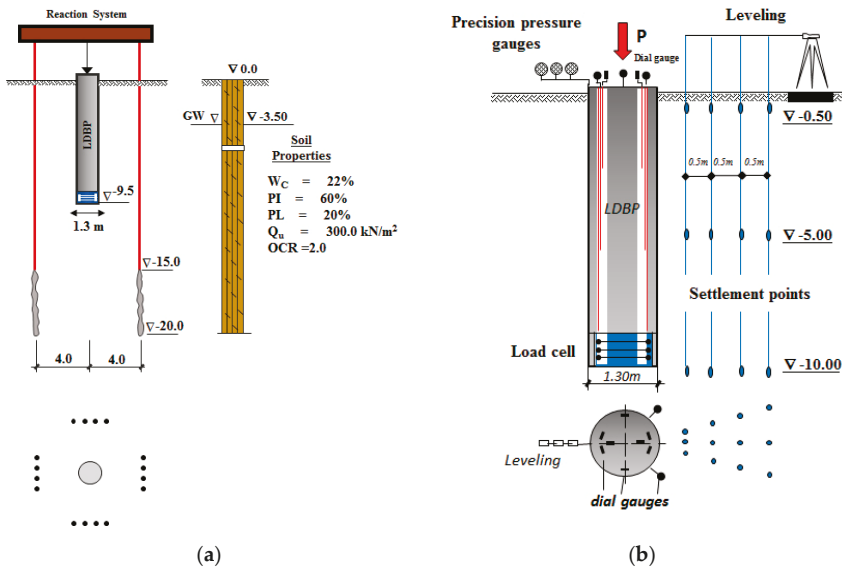 Reaction System
∇ 0.0
LDBP
GW ∇
∇ -3.50
Soil
Properties
W_C = 22%
PI = 60%
PL = 20%
Q_u = 300.0 kN/m²
OCR =2.0
∇-9.5
1.3 m
∇-15.0
∇-20.0
4.0
4.0
(a)
Precision pressure
gauges
P
Dial gauge
Leveling
∇ -0.50
0.5m
0.5m
0.5m
LDBP
∇ -5.00
Settlement points
Load cell
∇ -10.00
1.30m
Leveling
dial gauges
(b)